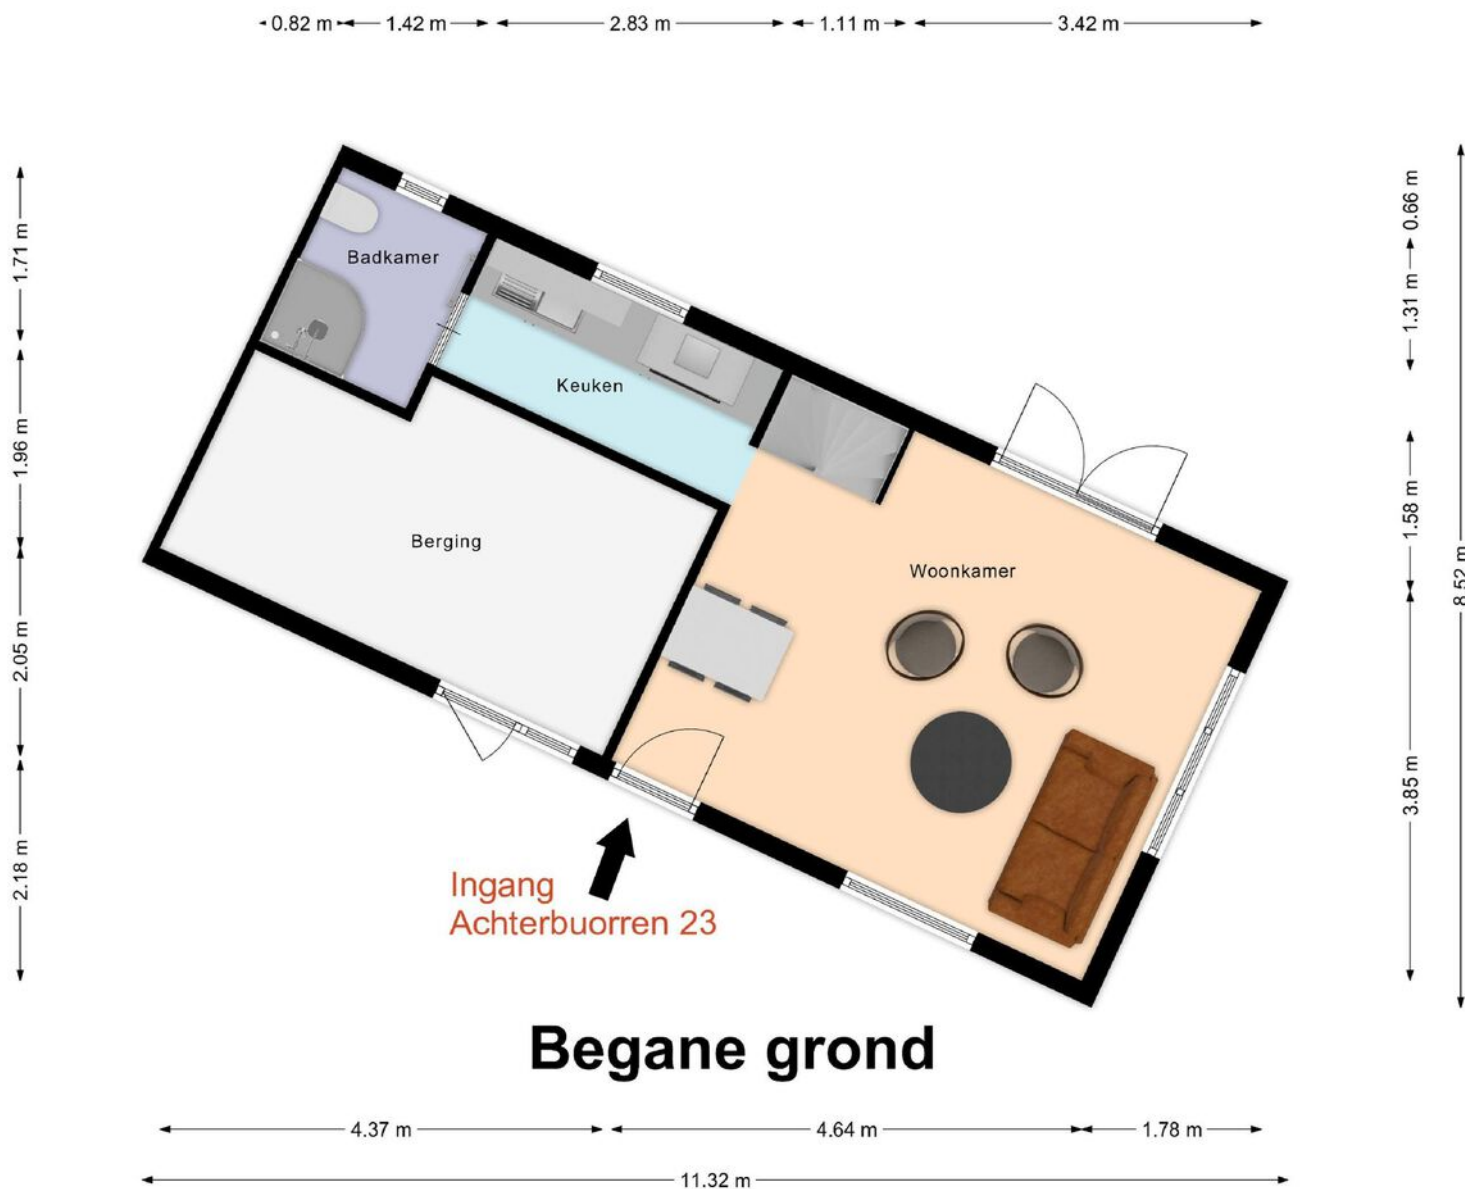 0.82 m 1.42 m 2.83 m 1.11 m 3.42 m
1.71 m
1.96 m
2.05 m
2.18 m
Badkamer
Keuken
Berging
Woonkamer
0.66 m
1.31 m
1.58 m
3.85 m
8.52 m
Ingang
Achterbuorren 23
Begane grond
4.37 m 4.64 m 1.78 m
11.32 m